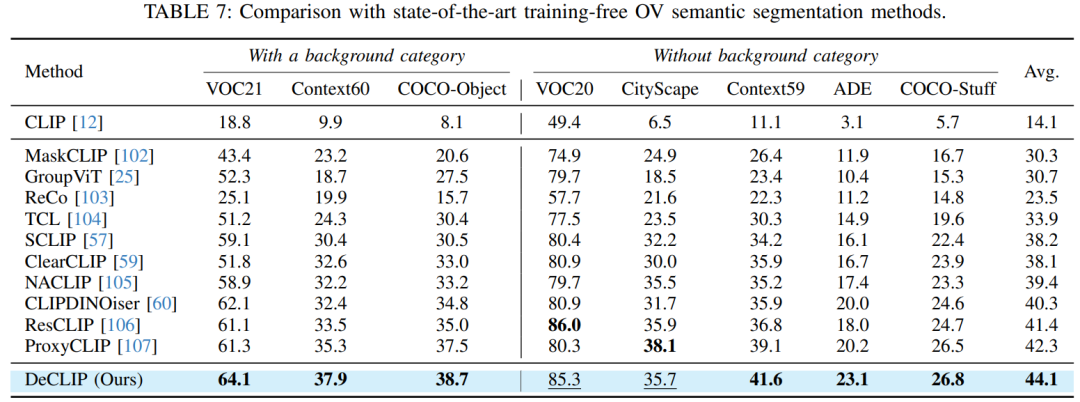 TABLE 7: Comparison with state-of-the-art training-free OV semantic segmentation methods.
Method With a background category Without background category Avg.
VOC21 Context60 COCO-Object VOC20 CityScape Context59 ADE COCO-Stuff
CLIP [12] 18.8 9.9 8.1 49.4 6.5 11.1 3.1 5.7 14.1
MaskCLIP [102] 43.4 23.2 20.6 74.9 24.9 26.4 11.9 16.7 30.3
GroupViT [25] 52.3 18.7 27.5 79.7 18.5 23.4 10.4 15.3 30.7
ReCo [103] 25.1 19.9 15.7 57.7 21.6 22.3 11.2 14.8 23.5
TCL [104] 51.2 24.3 30.4 77.5 23.5 30.3 14.9 19.6 33.9
SCLIP [57] 59.1 30.4 30.5 80.4 32.2 34.2 16.1 22.4 38.2
ClearCLIP [59] 51.8 32.6 33.0 80.9 30.0 35.9 16.7 23.9 38.1
NACLIP [105] 58.9 32.2 33.2 79.7 35.5 35.2 17.4 23.3 39.4
CLIPDINOiser [60] 62.1 32.4 34.8 80.9 31.7 35.9 20.0 24.6 40.3
ResCLIP [106] 61.1 33.5 35.0 86.0 35.9 36.8 18.0 24.7 41.4
ProxyCLIP [107] 61.3 35.3 37.5 80.3 38.1 39.1 20.2 26.5 42.3
DeCLIP (Ours) 64.1 37.9 38.7 85.3 35.7 41.6 23.1 26.8 44.1